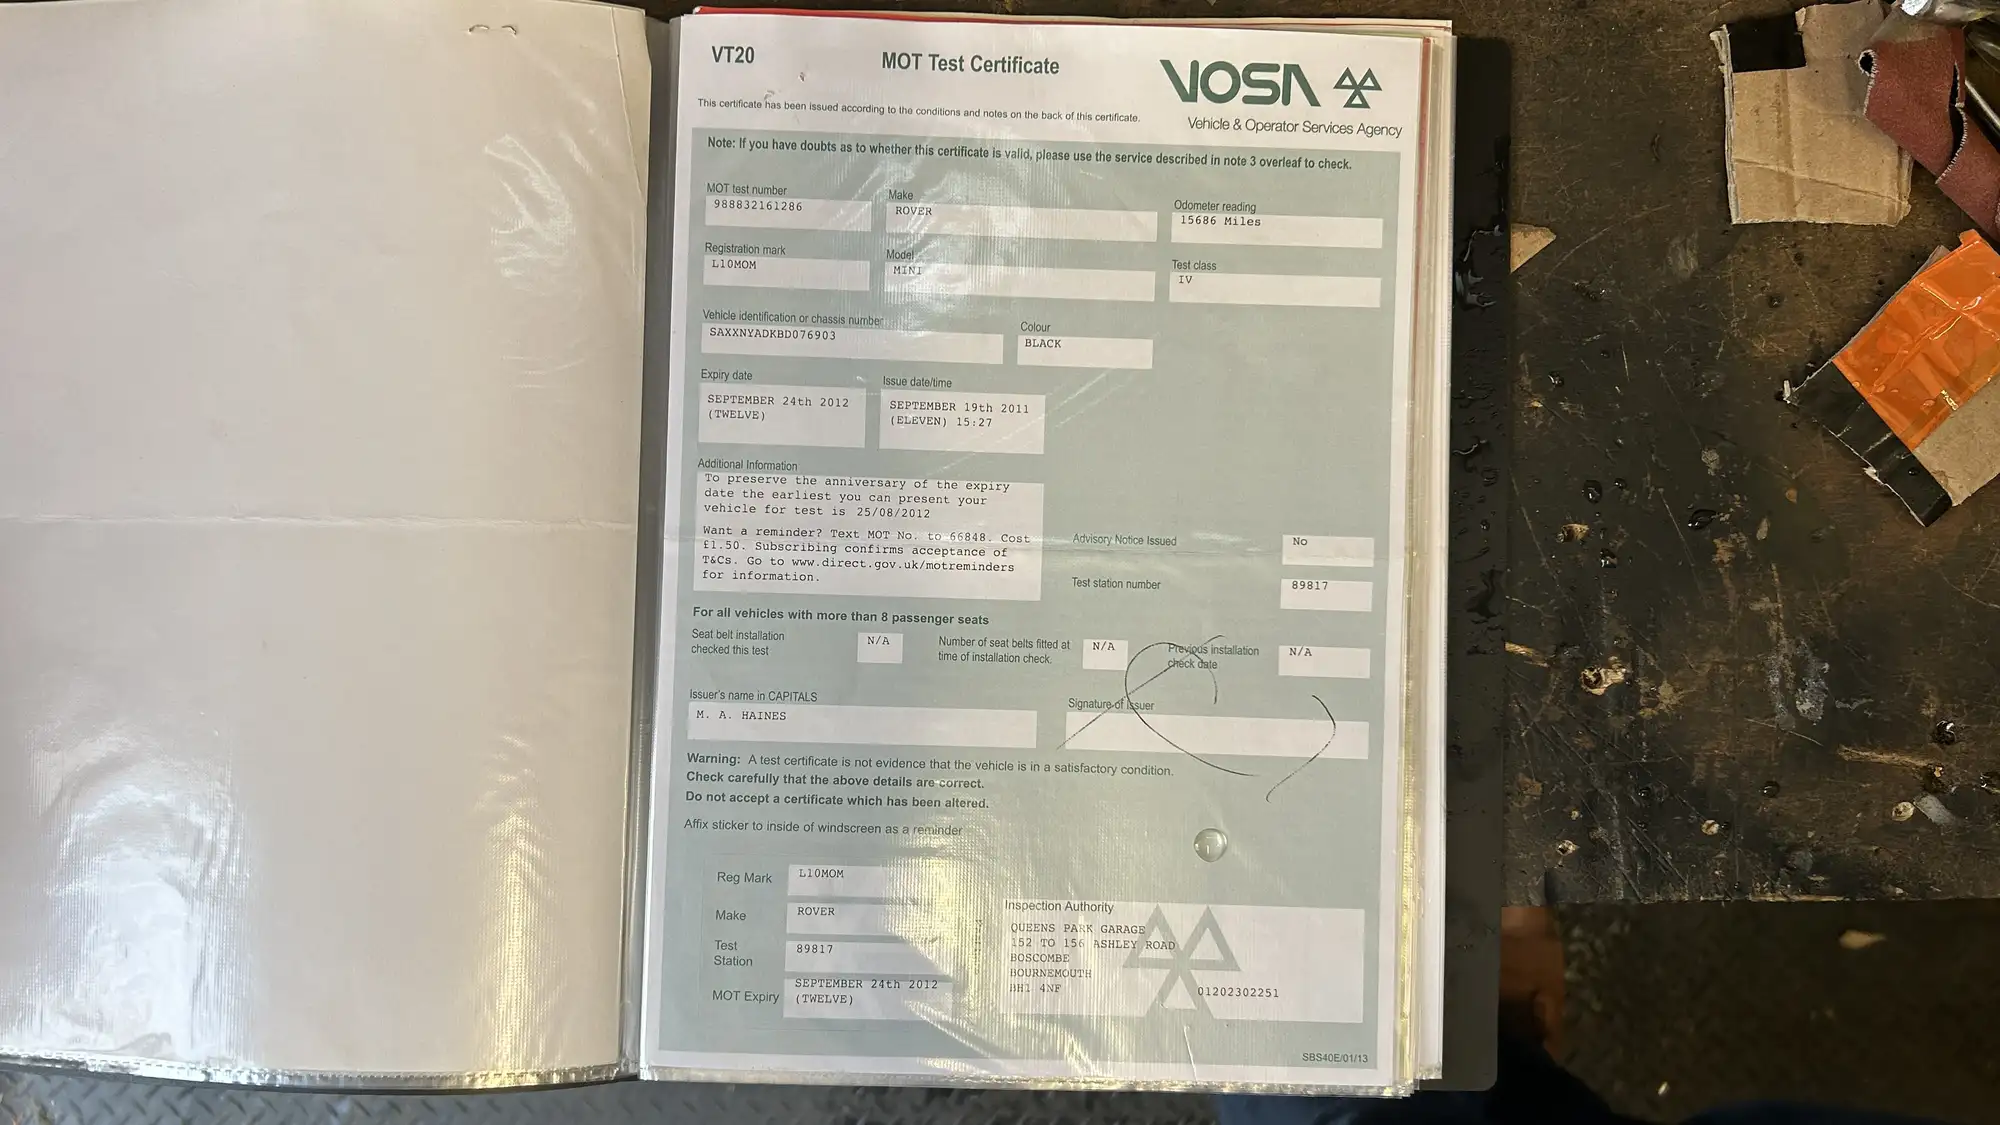 VT20
MOT Test Certificate
VOSA
Vehicle & Operator Services Agency
This certificate has been issued according to the conditions and notes on the back of this certificate.
Note: If you have doubts as to whether this certificate is valid, please use the service described in note 3 overleaf to check.
MOT test number
988832161286
Make
ROVER
Odometer reading
15686 Miles
Registration mark
L10MOM
Model
MINI
Test class
IV
Vehicle identification or chassis number
SAXXNYADKBD076903
Colour
BLACK
Expiry date
SEPTEMBER 24th 2012
(TWELVE)
Issue date/time
SEPTEMBER 19th 2011
(ELEVEN) 15:27
Additional Information
To preserve the anniversary of the expiry
date the earliest you can present your
vehicle for test is 25/08/2012
Want a reminder? Text MOT No. to 66848. Cost
£1.50. Subscribing confirms acceptance of
T&Cs. Go to www.direct.gov.uk/motreminders
for information.
Advisory Notice Issued
No
Test station number
89817
For all vehicles with more than 8 passenger seats
Seat belt installation
checked this test
N/A
Number of seat belts fitted at
time of installation check.
N/A
Previous installation
check date
N/A
Issuer's name in CAPITALS
M. A. HAINES
Signature of Issuer
Warning: A test certificate is not evidence that the vehicle is in a satisfactory condition.
Check carefully that the above details are correct.
Do not accept a certificate which has been altered.
Affix sticker to inside of windscreen as a reminder
Reg Mark
L10MOM
Make
ROVER
Test
Station
89817
MOT Expiry
SEPTEMBER 24th 2012
(TWELVE)
Inspection Authority
QUEENS PARK GARAGE
152 TO 156 ASHLEY ROAD
BOSCOMBE
BOURNEMOUTH
BH1 4NF
01202302251
SBS40E/01/13